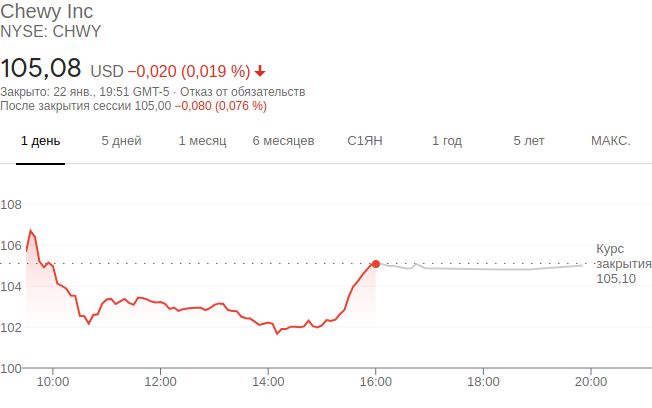 Chewy Inc
NYSE: CHWY
105,08 USD −0,020 (0,019 %)
Закрыто: 22 янв., 19:51 GMT-5 · Отказ от обязательств
После закрытия сессии 105,00 −0,080 (0,076 %)
1 день 5 дней 1 месяц 6 месяцев С1ЯН 1 год 5 лет МАКС.
108
106
Курс
закрытия
105,10
104
102
100
10:00 12:00 14:00 16:00 18:00 20:00